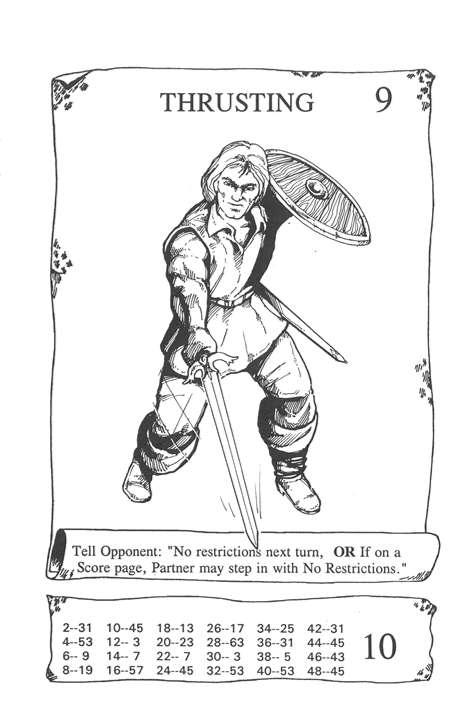 THRUSTING 9
Tell Opponent: "No restrictions next turn, OR If on a
Score page, Partner may step in with No Restrictions."
2--31 10--45 18--13 26--17 34--25 42--31
4--53 12-- 3 20--23 28--63 36--31 44--45
6-- 9 14-- 7 22-- 7 30-- 3 38-- 5 46--43
8--19 16--57 24--45 32--53 40--53 48--45
10